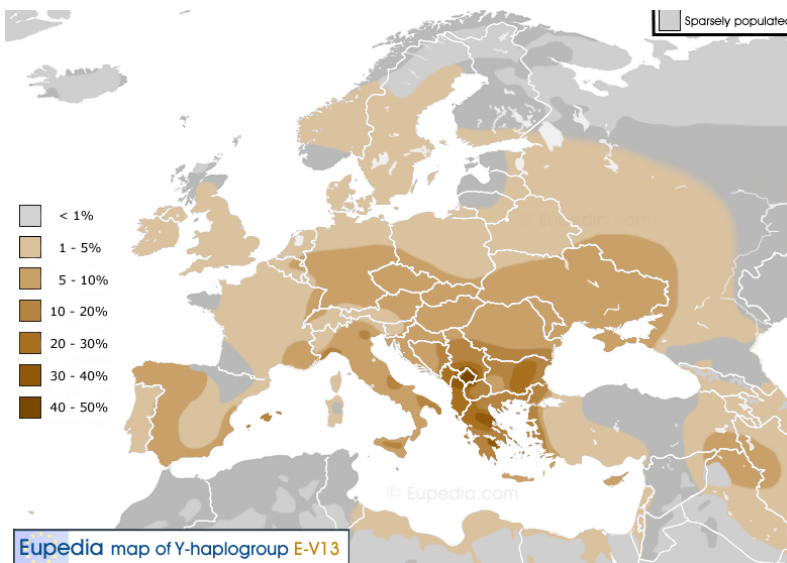 Sparsely populated
< 1%
1 - 5%
5 - 10%
10 - 20%
20 - 30%
30 - 40%
40 - 50%
© Eupedia.com
© Eupedia.com
Eupedia map of Y-haplogroup E-V13